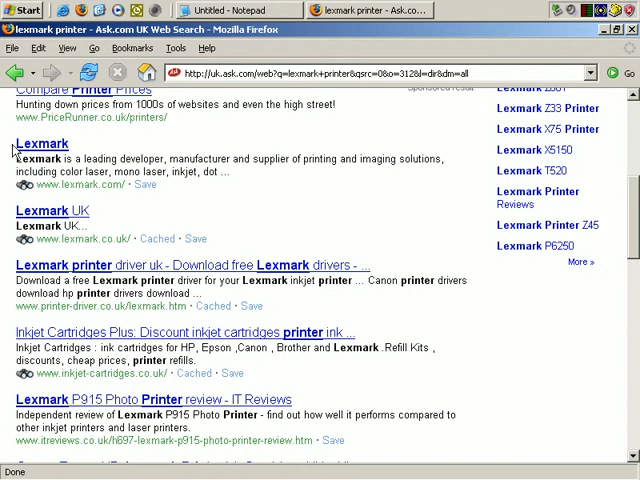 Start
Untitled - Notepad
lexmark printer - Ask.co...
lexmark printer - Ask.com UK Web Search - Mozilla Firefox
File Edit View Go Bookmarks Tools Help
http://uk.ask.com/web?q=lexmark+printer&qsrc=0&o=312&l=dir&dm=all
Go
Compare Printer Prices
Sponsored result
Hunting down prices from 1000s of websites and even the high street!
www.PriceRunner.co.uk/printers/
Lexmark
Lexmark is a leading developer, manufacturer and supplier of printing and imaging solutions,
including color laser, mono laser, inkjet, dot ...
www.lexmark.com/ · Save
Lexmark UK
Lexmark UK...
www.lexmark.co.uk/ · Cached · Save
Lexmark printer driver uk - Download free Lexmark drivers - ...
Download a free Lexmark printer driver for your Lexmark inkjet printer ... Canon printer drivers
download hp printer drivers download ...
www.printer-driver.co.uk/lexmark.htm · Cached · Save
Inkjet Cartridges Plus: Discount inkjet cartridges printer ink ...
Inkjet Cartridges : ink cartridges for HP, Epson ,Canon , Brother and Lexmark .Refill Kits ,
discounts, cheap prices, printer refills.
www.inkjet-cartridges.co.uk/ · Cached · Save
Lexmark P915 Photo Printer review - IT Reviews
Independent review of Lexmark P915 Photo Printer - find out how well it performs compared to
other inkjet printers and laser printers.
www.itreviews.co.uk/h697-lexmark-p915-photo-printer-review.htm · Save
Lexmark Z33 Printer
Lexmark X75 Printer
Lexmark X5150
Lexmark T520
Lexmark Printer
Reviews
Lexmark Printer Z45
Lexmark P6250
More »
Done